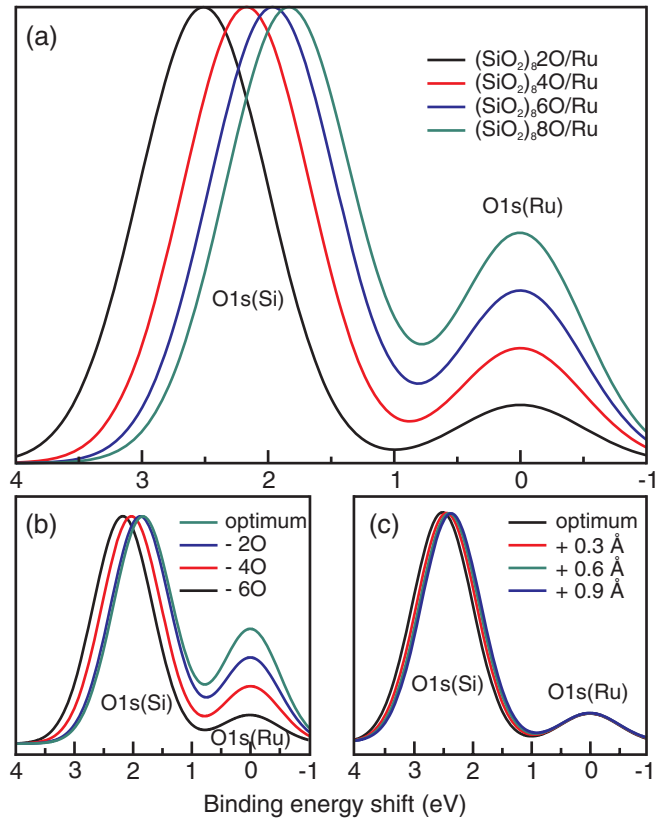 (a)
(SiO₂)₈2O/Ru
(SiO₂)₈4O/Ru
(SiO₂)₈6O/Ru
(SiO₂)₈8O/Ru
O1s(Ru)
O1s(Si)
4 3 2 1 0 -1
(b)
optimum
- 2O
- 4O
- 6O
O1s(Si)
O1s(Ru)
4 3 2 1 0 -1
(c)
optimum
+ 0.3 Å
+ 0.6 Å
+ 0.9 Å
O1s(Si)
O1s(Ru)
4 3 2 1 0 -1
Binding energy shift (eV)